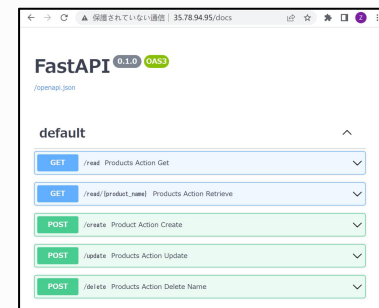 保護されていない通信 | 35.78.94.95/docs
FastAPI 0.1.0 OAS3
/openapi.json
default
GET /read Products Action Get
GET /read/{product_name} Products Action Retrieve
POST /create Product Action Create
POST /update Products Action Update
POST /delete Products Action Delete Name